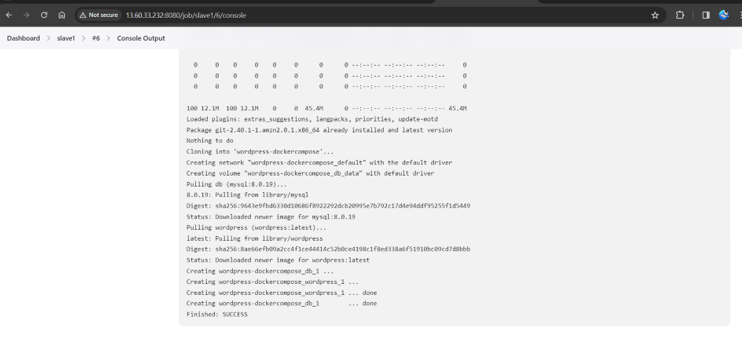 Not secure 13.60.33.232:8080/job/slave1/6/console
Dashboard > slave1 > #6 > Console Output
0 0 0 0 0 0 0 0 --:--:-- --:--:-- --:--:-- 0
0 0 0 0 0 0 0 0 --:--:-- --:--:-- --:--:-- 0
0 0 0 0 0 0 0 0 --:--:-- --:--:-- --:--:-- 0
100 12.1M 100 12.1M 0 0 45.4M 0 --:--:-- --:--:-- --:--:-- 45.4M
Loaded plugins: extras_suggestions, langpacks, priorities, update-motd
Package git-2.40.1-1.amzn2.0.1.x86_64 already installed and latest version
Nothing to do
Cloning into 'wordpress-dockercompose'...
Creating network "wordpress-dockercompose_default" with the default driver
Creating volume "wordpress-dockercompose_db_data" with default driver
Pulling db (mysql:8.0.19)...
8.0.19: Pulling from library/mysql
Digest: sha256:9643e9fbd6330d10686f8922292dcb20995e7b792c17d4e94ddf95255f1d5449
Status: Downloaded newer image for mysql:8.0.19
Pulling wordpress (wordpress:latest)...
latest: Pulling from library/wordpress
Digest: sha256:8ae66efb09a2cc4f1ce44414c52b0ce4198c1f8ed338a6f51910bc09cd7d8bbb
Status: Downloaded newer image for wordpress:latest
Creating wordpress-dockercompose_db_1 ...
Creating wordpress-dockercompose_wordpress_1 ...
Creating wordpress-dockercompose_wordpress_1 ... done
Creating wordpress-dockercompose_db_1 ... done
Finished: SUCCESS